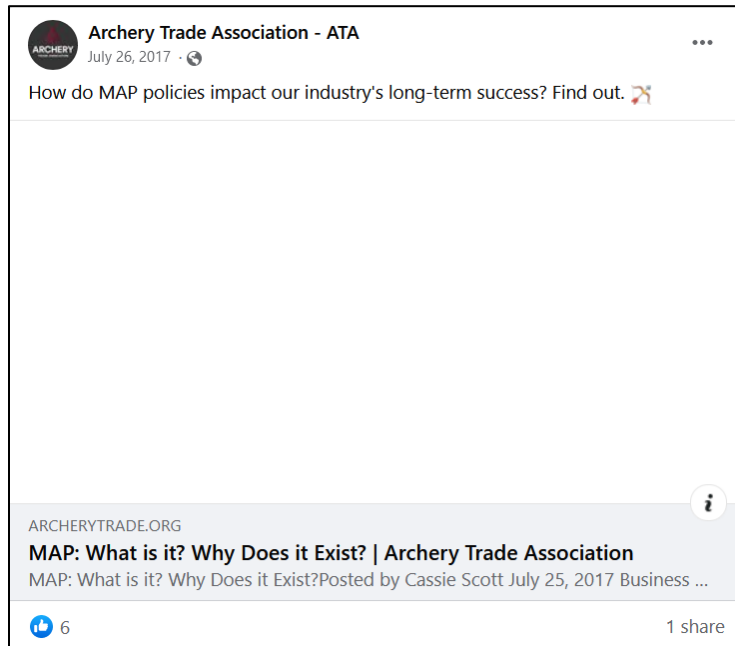 ARCHERY
Archery Trade Association - ATA
July 26, 2017 ·
•••
How do MAP policies impact our industry's long-term success? Find out. 🏹
i
ARCHERYTRADE.ORG
MAP: What is it? Why Does it Exist? | Archery Trade Association
MAP: What is it? Why Does it Exist?Posted by Cassie Scott July 25, 2017 Business ...
6
1 share